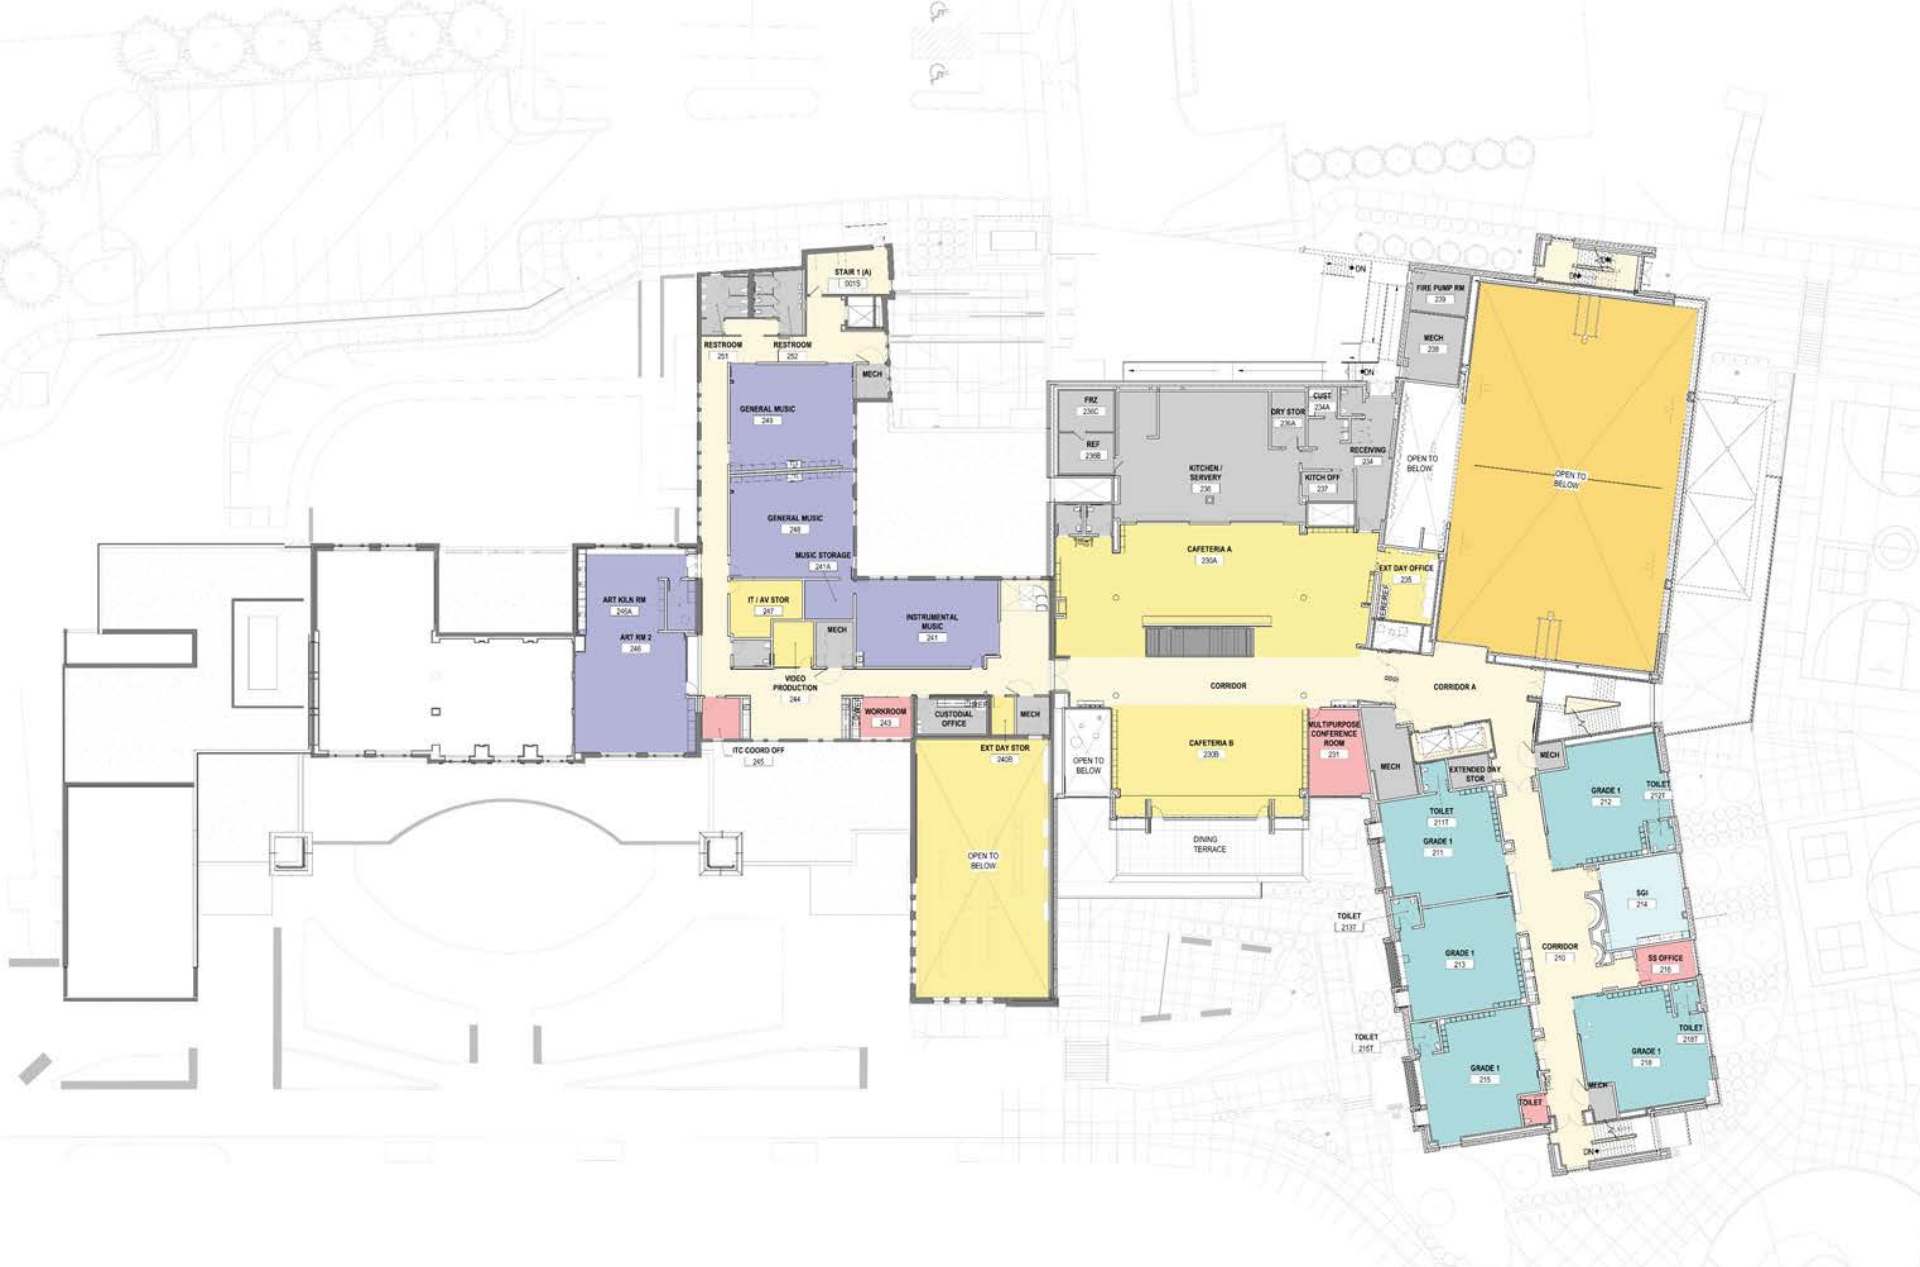 STAIR 1 (A)
001S
RESTROOM
251
RESTROOM
252
MECH
GENERAL MUSIC
249
GENERAL MUSIC
248
MUSIC STORAGE
241A
IT / AV STOR
247
MECH
INSTRUMENTAL
MUSIC
241
ART KILN RM
246A
ART RM 2
246
VIDEO
PRODUCTION
244
ITC COORD OFF
245
WORKROOM
243
CUSTODIAL
OFFICE
REF
MECH
EXT DAY STOR
240B
OPEN TO
BELOW
FRZ
236C
REF
236B
KITCHEN /
SERVERY
236
DRY STOR
236A
CUST
234A
RECEIVING
234
KITCH OFF
237
DN
DN
FIRE PUMP RM
239
MECH
238
OPEN TO
BELOW
DN
DN
OPEN TO
BELOW
CAFETERIA A
230A
EXT DAY OFFICE
235
CORRIDOR
CORRIDOR A
CAFETERIA B
230B
OPEN TO
BELOW
MULTIPURPOSE
CONFERENCE
ROOM
231
MECH
DINING
TERRACE
EXTENDED DAY
STOR
MECH
TOILET
211T
GRADE 1
211
GRADE 1
212
TOILET
212T
SGI
214
TOILET
213T
GRADE 1
213
CORRIDOR
210
SS OFFICE
216
TOILET
215T
GRADE 1
215
TOILET
GRADE 1
218
TOILET
218T
MECH
DN